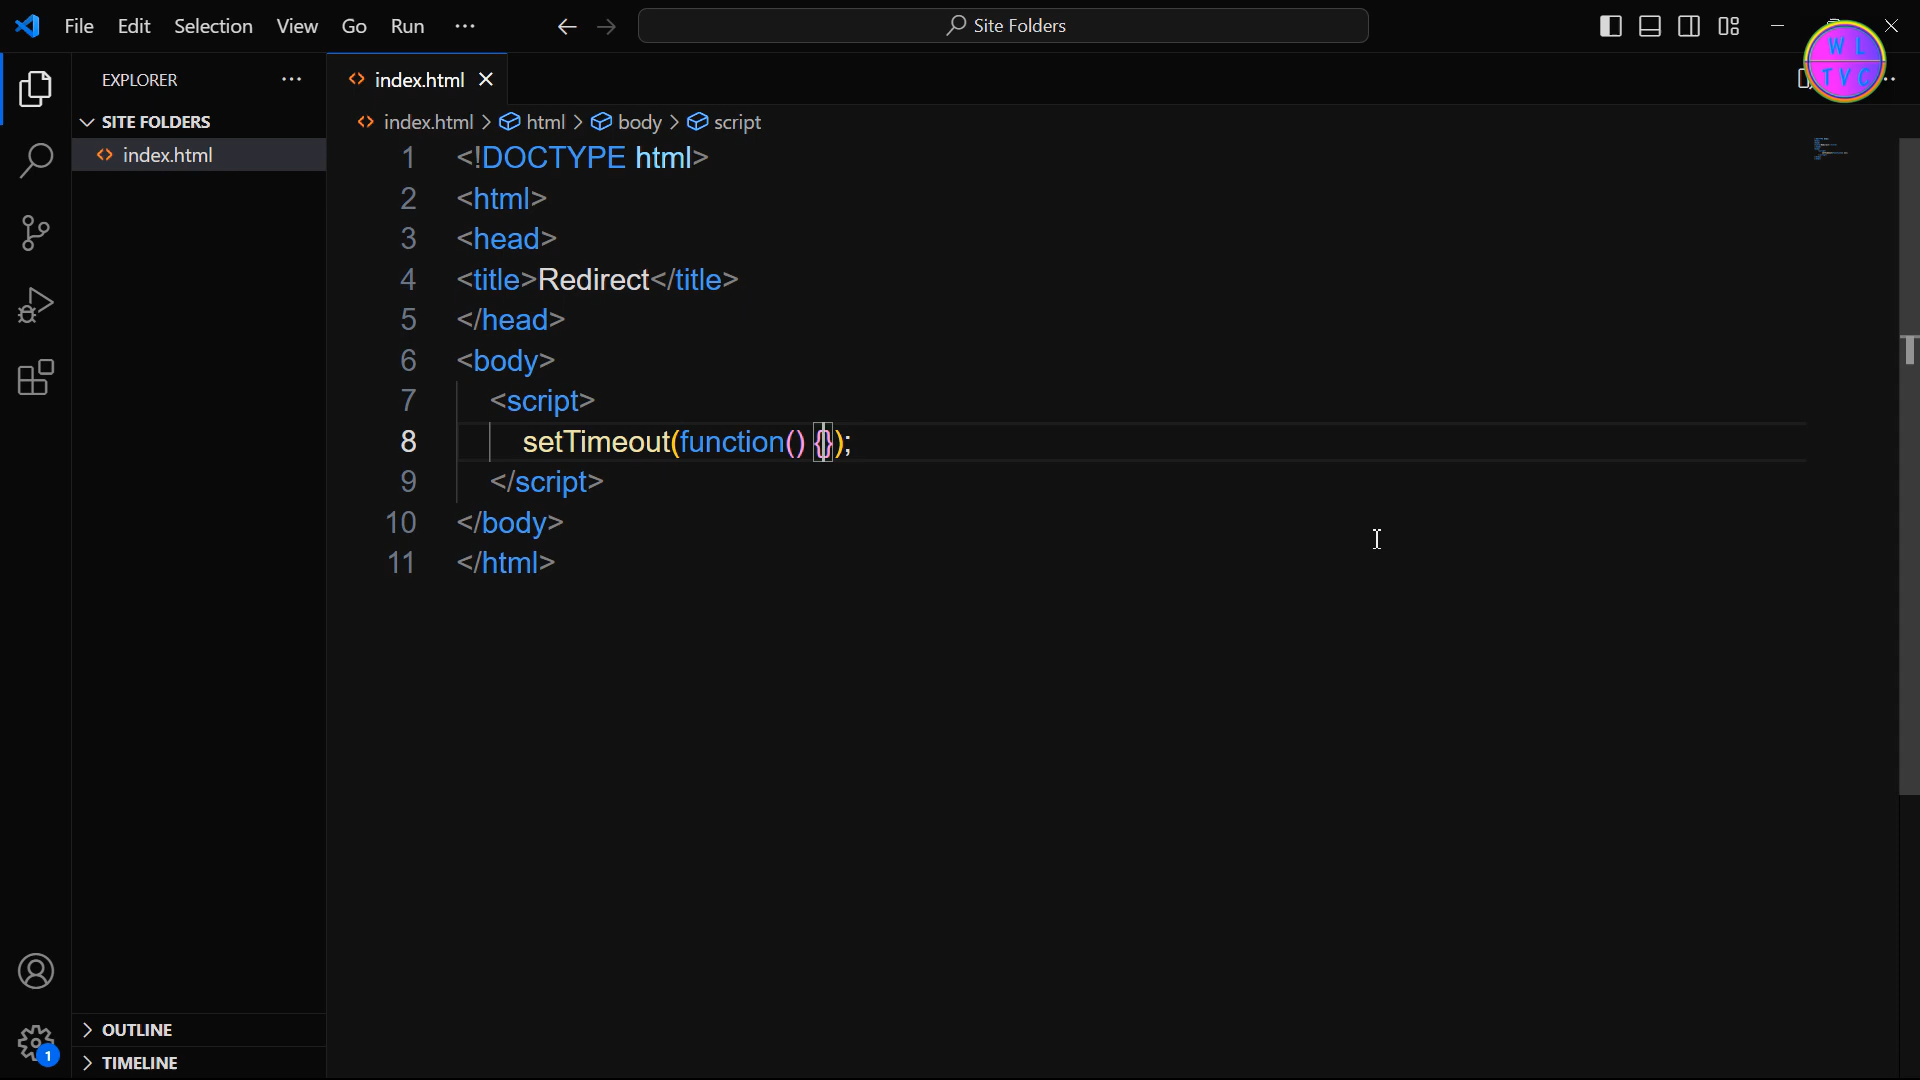 File Edit Selection View Go Run
Site Folders
W L
TVC
EXPLORER
index.html
SITE FOLDERS
index.html
index.html > html > body > script
1 <!DOCTYPE html>
2 <html>
3 <head>
4 <title>Redirect</title>
5 </head>
6 <body>
7 <script>
8 setTimeout(function() {});
9 </script>
10 </body>
11 </html>
OUTLINE
1
TIMELINE